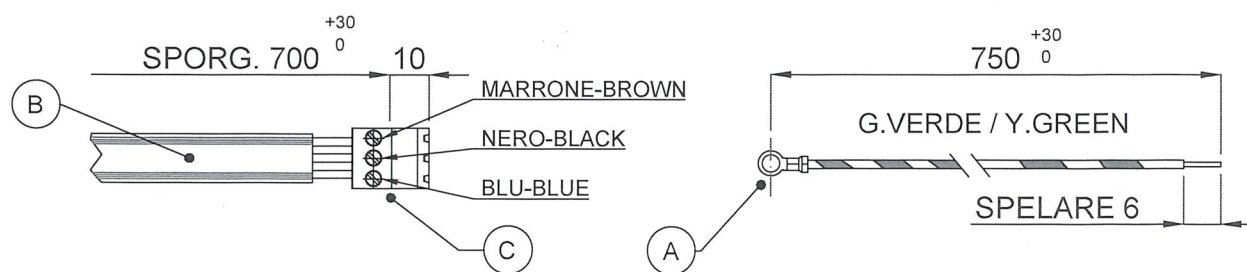 +30
SPORG. 700 0
10
MARRONE-BROWN
B
NERO-BLACK
BLU-BLUE
C
+30
750 0
G.VERDE / Y.GREEN
A
SPELARE 6